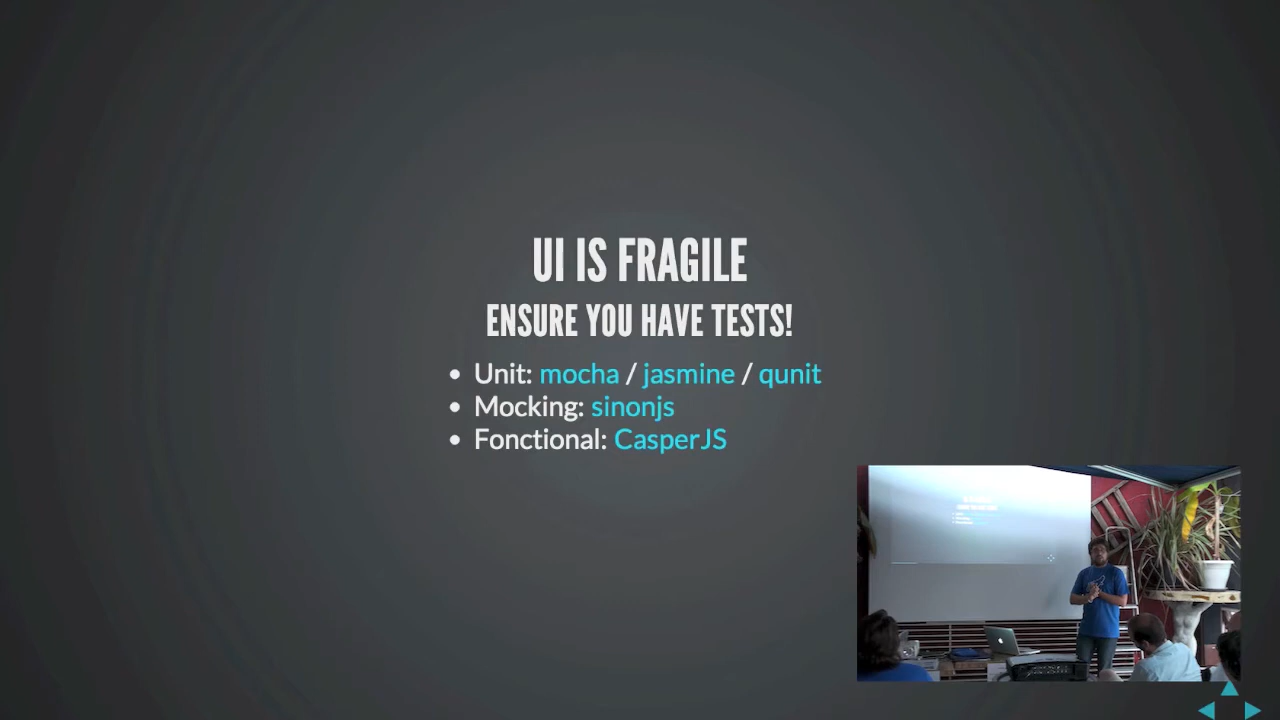 UI IS FRAGILE
ENSURE YOU HAVE TESTS!
Unit: mocha / jasmine / qunit
Mocking: sinonjs
Fonctional: CasperJS